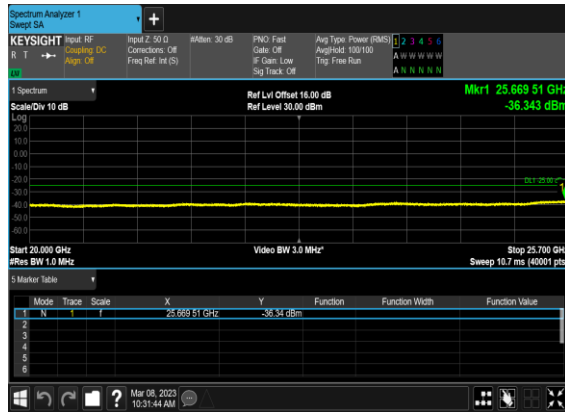 Spectrum Analyzer 1
Swept SA
+
KEYSIGHT Input: RF Input Z: 50 Ω #Atten: 30 dB PNO: Fast Avg Type: Power (RMS) 1 2 3 4 5 6
R T Coupling: DC Corrections: Off Gate: Off Avg|Hold: 100/100 A W W W W W
Align: Off Freq Ref: Int (S) IF Gain: Low Trig: Free Run
Sig Track: Off A N N N N N
1 Spectrum Ref Lvl Offset 16.00 dB Mkr1 25.669 51 GHz
Scale/Div 10 dB Ref Level 30.00 dBm -36.343 dBm
Log
20.0
10.0
0.00
-10.0
-20.0
DL1 -25.00
1
-30.0
-40.0
-50.0
-60.0
Start 20.000 GHz Video BW 3.0 MHz* Stop 25.700 GHz
#Res BW 1.0 MHz Sweep 10.7 ms (40001 pts
5 Marker Table
Mode Trace Scale X Y Function Function Width Function Value
1 N 1 f 25.669 51 GHz -36.34 dBm
2
3
4
5
6
? Mar 08, 2023
10:31:44 AM